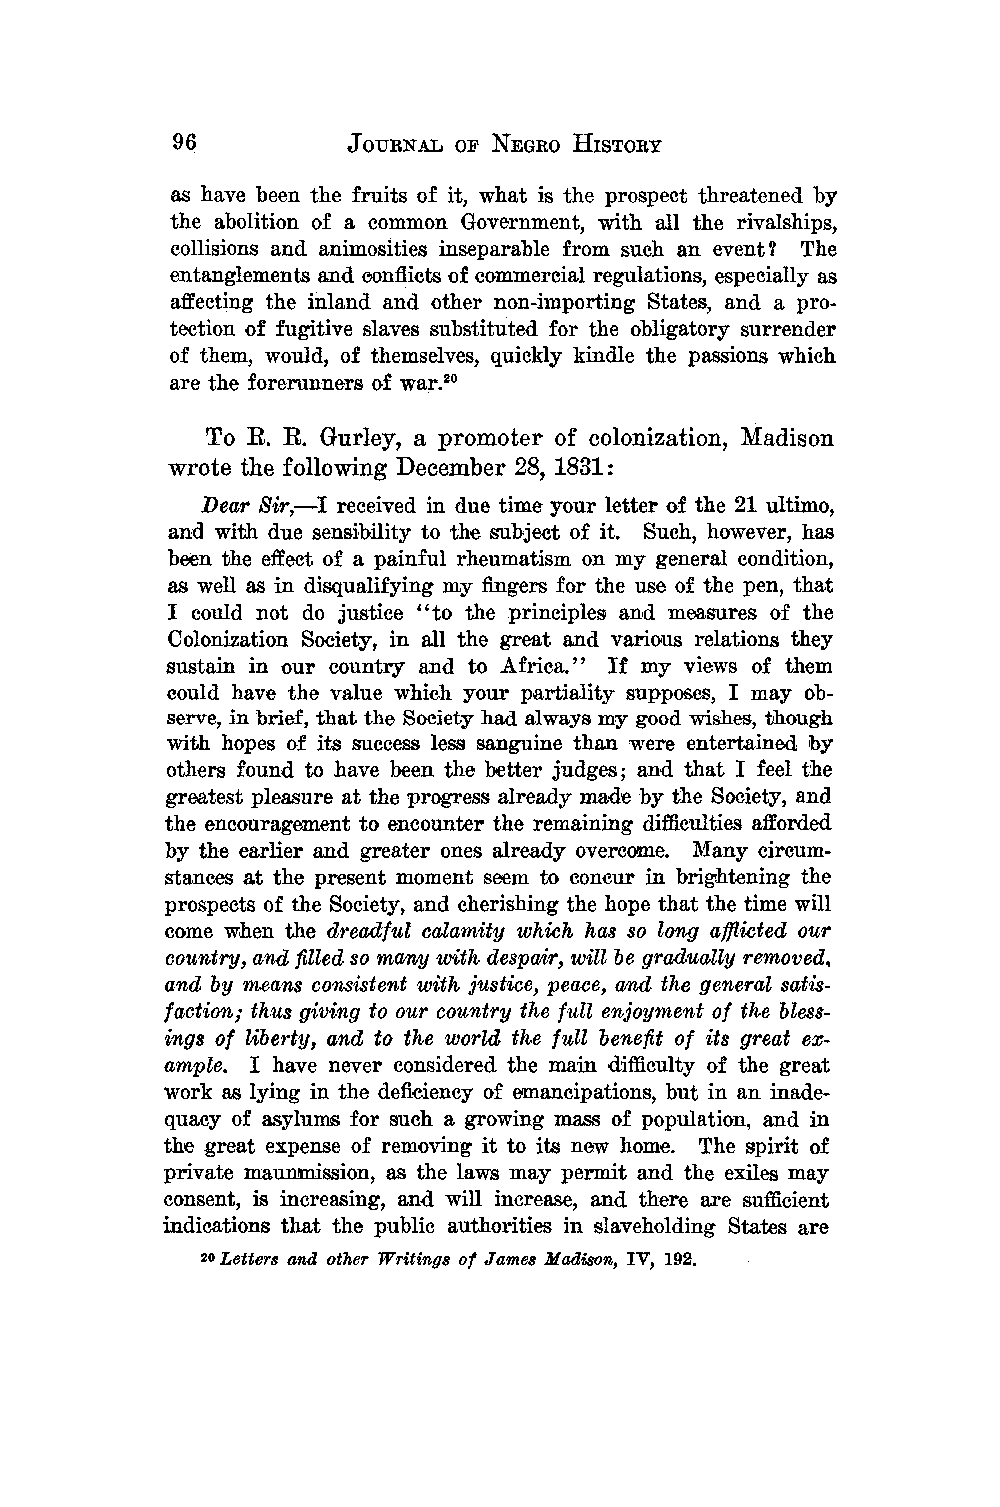 96 JOURNAL OF NEGRO HISTORY
as have been the fruits of it, what is the prospect threatened by
the abolition of a common Government, with all the rivalships,
collisions and animosities inseparable from such an event? The
entanglements and conflicts of commercial regulations, especially as
affecting the inland and other non-importing States, and a pro-
tection of fugitive slaves substituted for the obligatory surrender
of them, would, of themselves, quickly kindle the passions which
are the forerunners of war.20
To R. R. Gurley, a promoter of colonization, Madison
wrote the following December 28, 1831:
Dear Sir,—I received in due time your letter of the 21 ultimo,
and with due sensibility to the subject of it. Such, however, has
been the effect of a painful rheumatism on my general condition,
as well as in disqualifying my fingers for the use of the pen, that
I could not do justice "to the principles and measures of the
Colonization Society, in all the great and various relations they
sustain in our country and to Africa." If my views of them
could have the value which your partiality supposes, I may ob-
serve, in brief, that the Society had always my good wishes, though
with hopes of its success less sanguine than were entertained by
others found to have been the better judges; and that I feel the
greatest pleasure at the progress already made by the Society, and
the encouragement to encounter the remaining difficulties afforded
by the earlier and greater ones already overcome. Many circum-
stances at the present moment seem to concur in brightening the
prospects of the Society, and cherishing the hope that the time will
come when the dreadful calamity which has so long afflicted our
country, and filled so many with despair, will be gradually removed,
and by means consistent with justice, peace, and the general satis-
faction; thus giving to our country the full enjoyment of the bless-
ings of liberty, and to the world the full benefit of its great ex-
ample. I have never considered the main difficulty of the great
work as lying in the deficiency of emancipations, but in an inade-
quacy of asylums for such a growing mass of population, and in
the great expense of removing it to its new home. The spirit of
private maunmission, as the laws may permit and the exiles may
consent, is increasing, and will increase, and there are sufficient
indications that the public authorities in slaveholding States are
20 Letters and other Writings of James Madison, IV, 192.